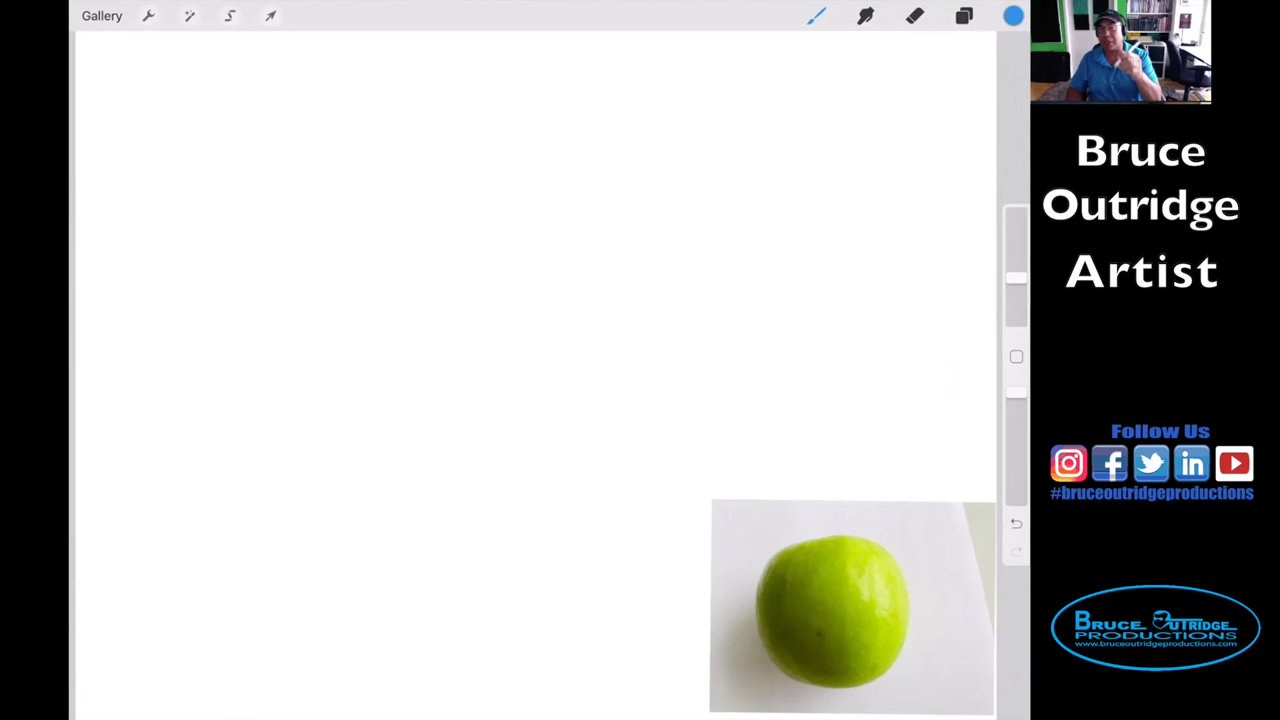 Gallery
Bruce
Outridge
Artist
Follow Us
#bruceoutridgeproductions
BRUCE OUTRIDGE
PRODUCTIONS
www.bruceoutridgeproductions.com